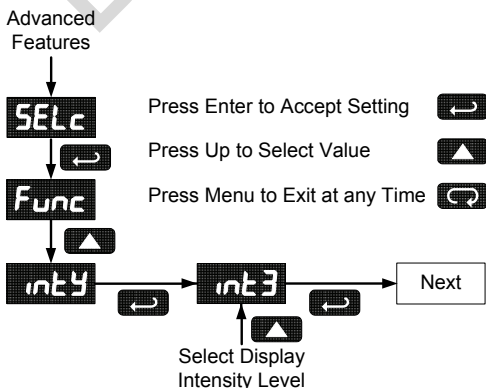 Advanced
Features
SELc
Press Enter to Accept Setting
Press Up to Select Value
Func
Press Menu to Exit at any Time
intY
int3
Next
Select Display
Intensity Level